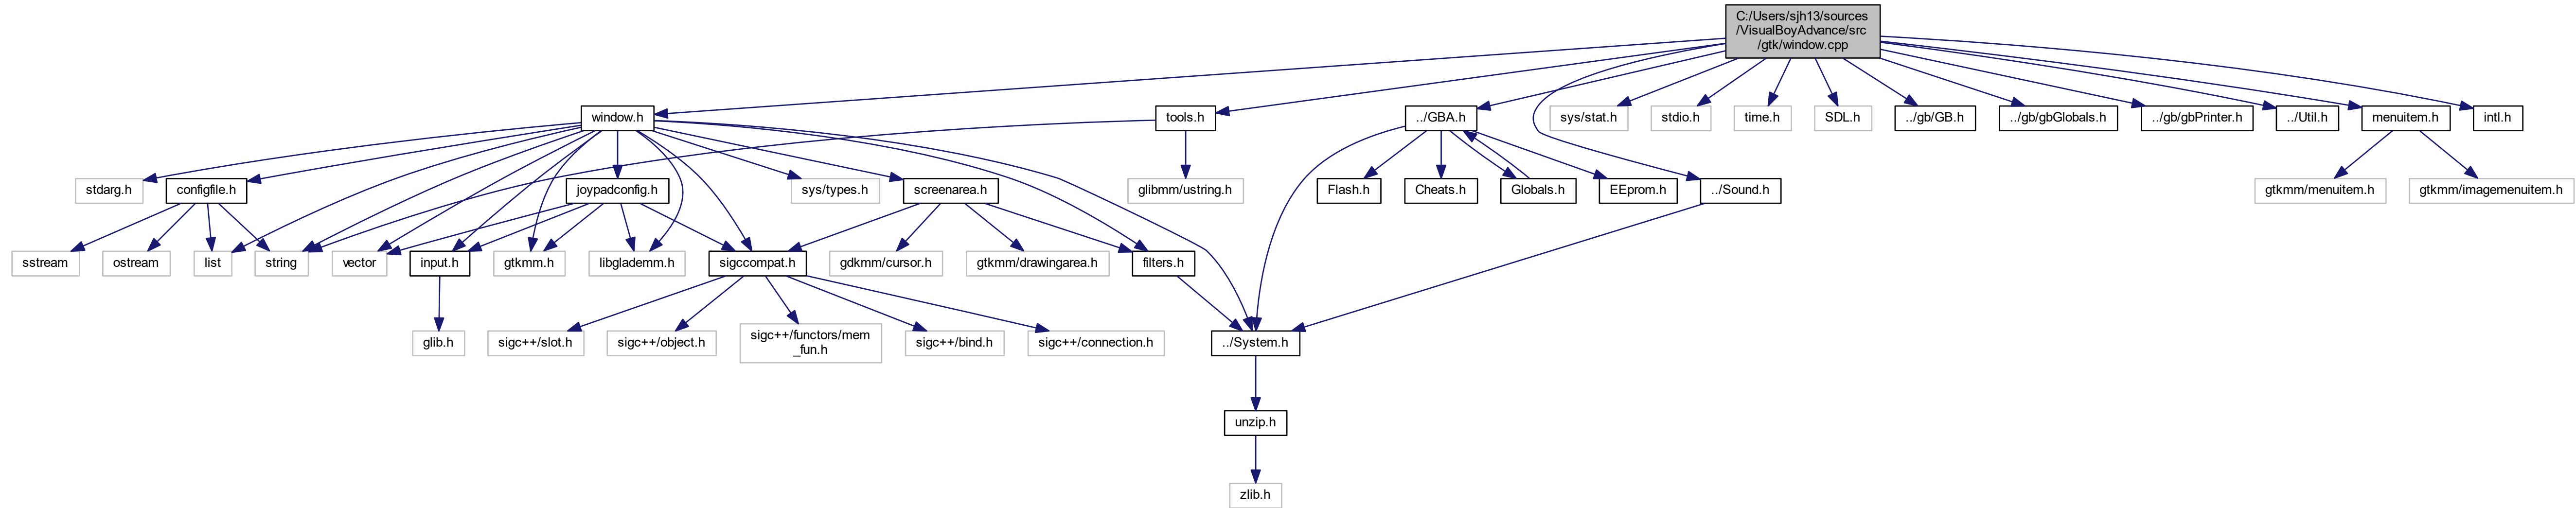 C:/Users/sjh13/sources
/VisualBoyAdvance/src
/gtk/window.cpp
window.h
tools.h
../GBA.h
sys/stat.h
stdio.h
time.h
SDL.h
../gb/GB.h
../gb/gbGlobals.h
../gb/gbPrinter.h
../Util.h
menuitem.h
intl.h
stdarg.h
configfile.h
joypadconfig.h
sys/types.h
screenarea.h
glibmm/ustring.h
Flash.h
Cheats.h
Globals.h
EEprom.h
../Sound.h
gtkmm/menuitem.h
gtkmm/imagemenuitem.h
sstream
ostream
list
string
vector
input.h
gtkmm.h
libglademm.h
sigccompat.h
gdkmm/cursor.h
gtkmm/drawingarea.h
filters.h
glib.h
sigc++/slot.h
sigc++/object.h
sigc++/functors/mem
_fun.h
sigc++/bind.h
sigc++/connection.h
../System.h
unzip.h
zlib.h